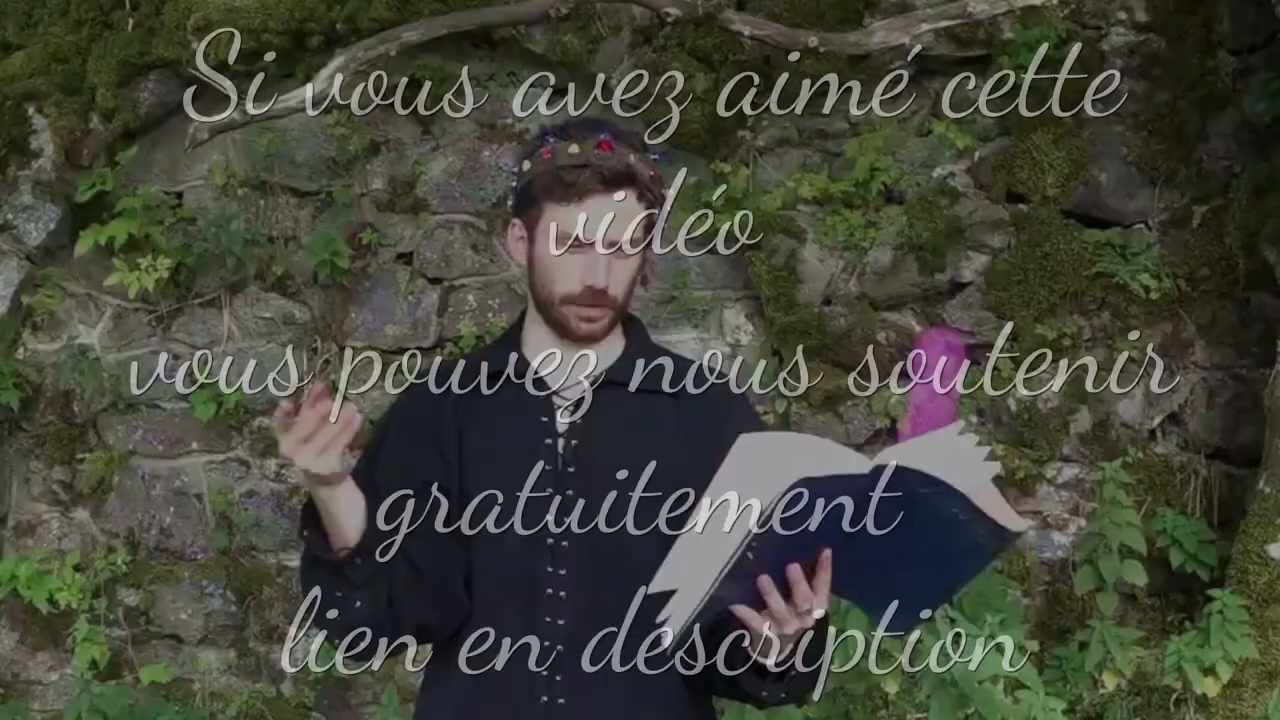 Si vous avez aimé cette
vidéo
vous pouvez nous soutenir
gratuitement
lien en description